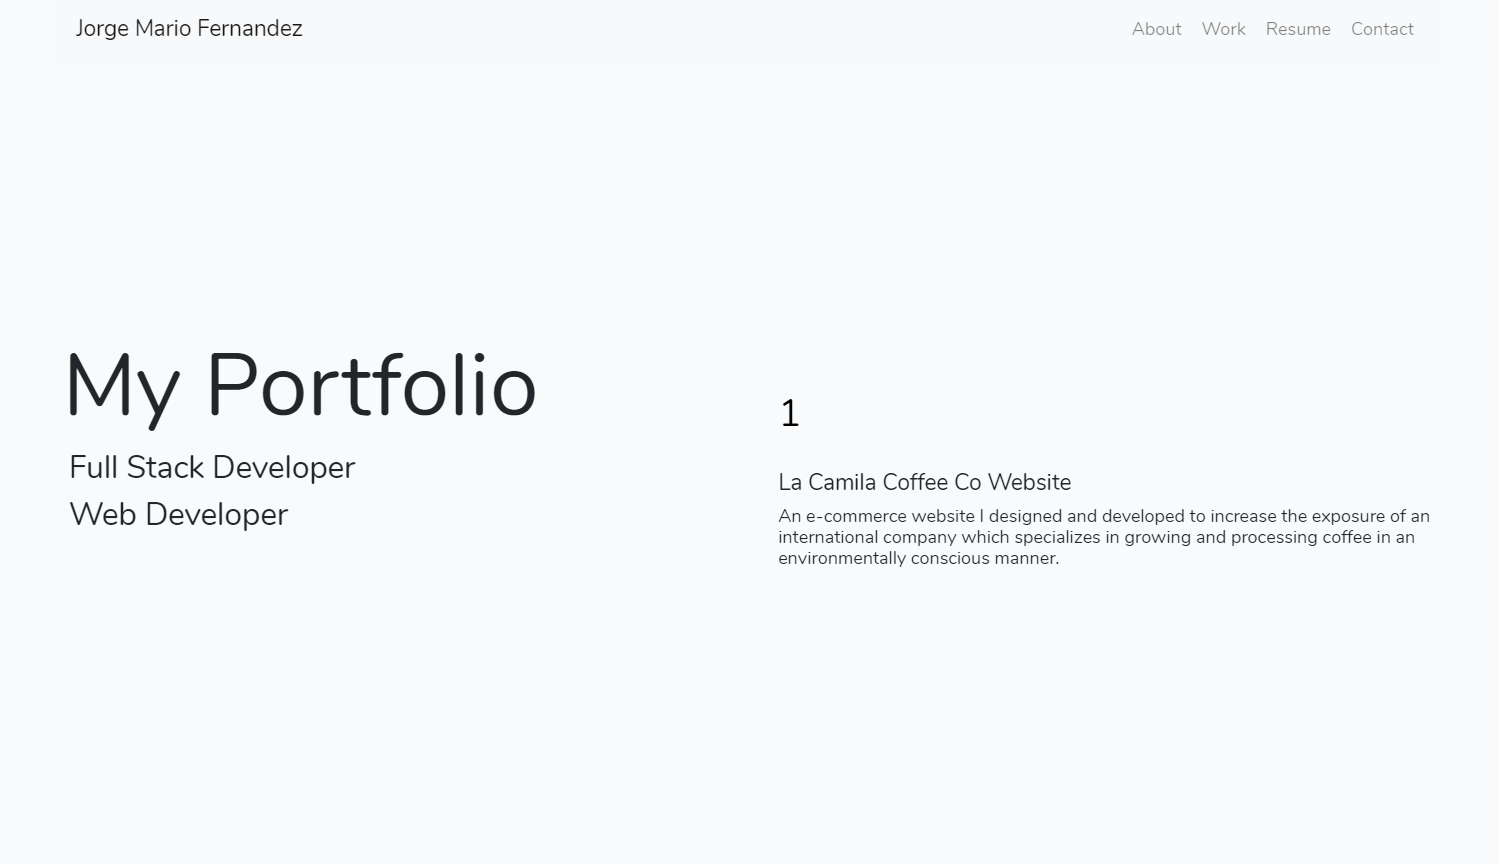 Jorge Mario Fernandez
About Work Resume Contact
My Portfolio
Full Stack Developer
Web Developer
1
La Camila Coffee Co Website
An e-commerce website I designed and developed to increase the exposure of an
international company which specializes in growing and processing coffee in an
environmentally conscious manner.